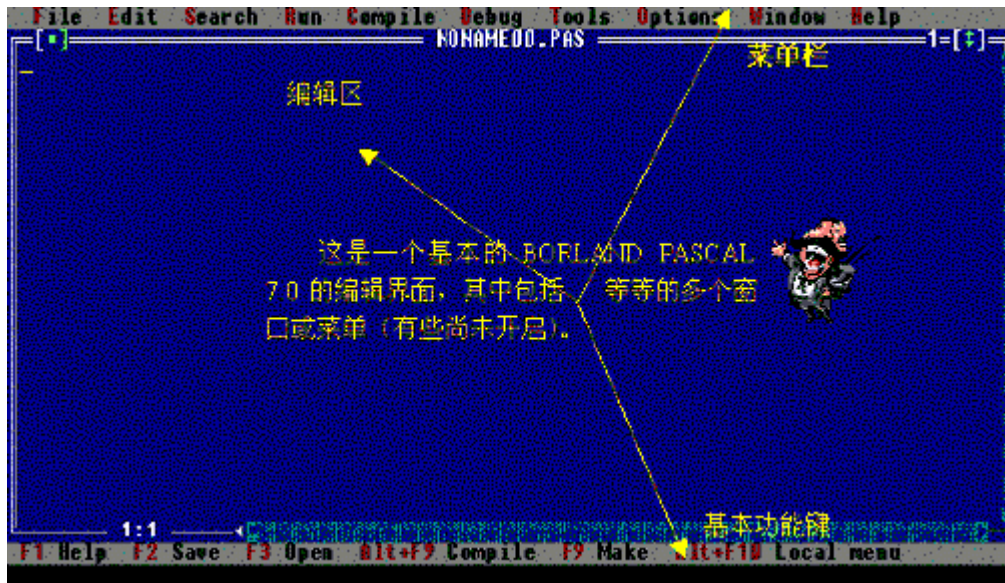 File Edit Search Run Compile Debug Tools Options Window Help
NONAME00.PAS 1=[↕]
菜单栏
编辑区
这是一个基本的 BORLAND PASCAL
70的编辑界面，其中包括 等等的多个窗
口或菜单（有些尚未开启）。
基本功能键
1:1
F1 Help F2 Save F3 Open Alt+F9 Compile F9 Make Alt+F10 Local menu